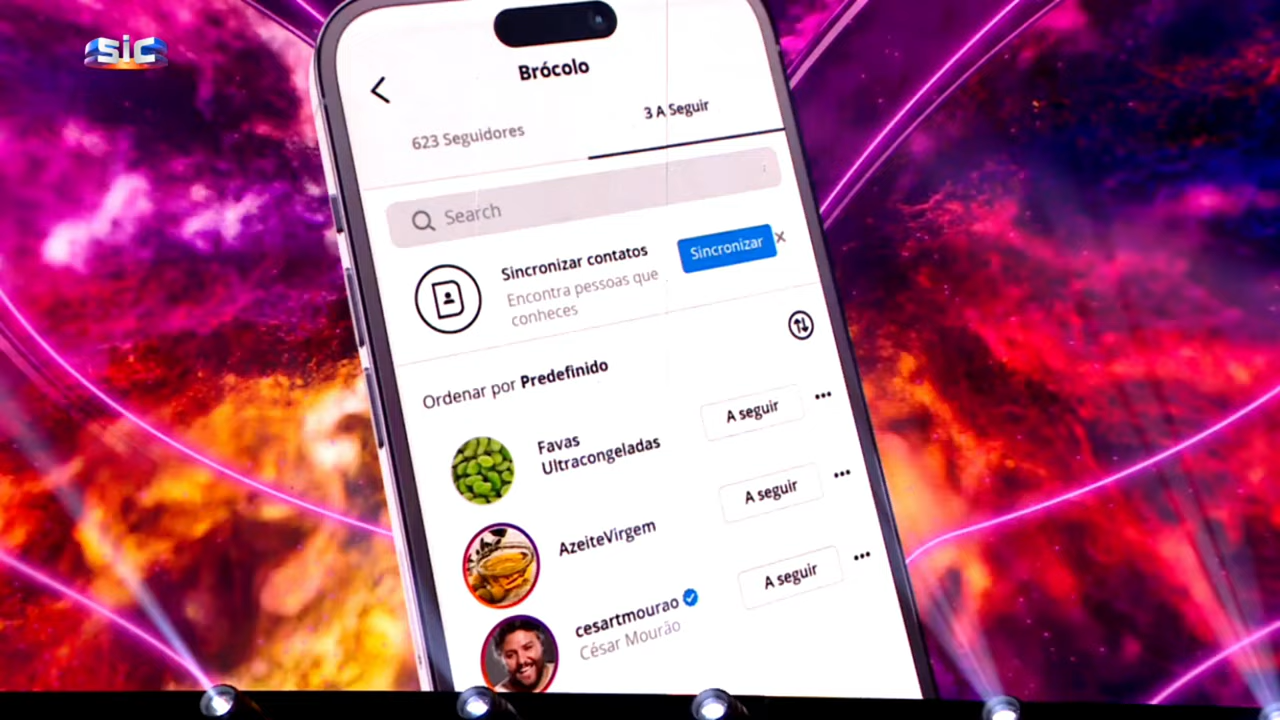 SIC
Brócolo
623 Seguidores
3 A Seguir
Search
Sincronizar contatos
Encontra pessoas que
conheces
Sincronizar
Ordenar por Predefinido
Favas
Ultracongeladas
A seguir
AzeiteVirgem
A seguir
cesartmourao
César Mourão
A seguir